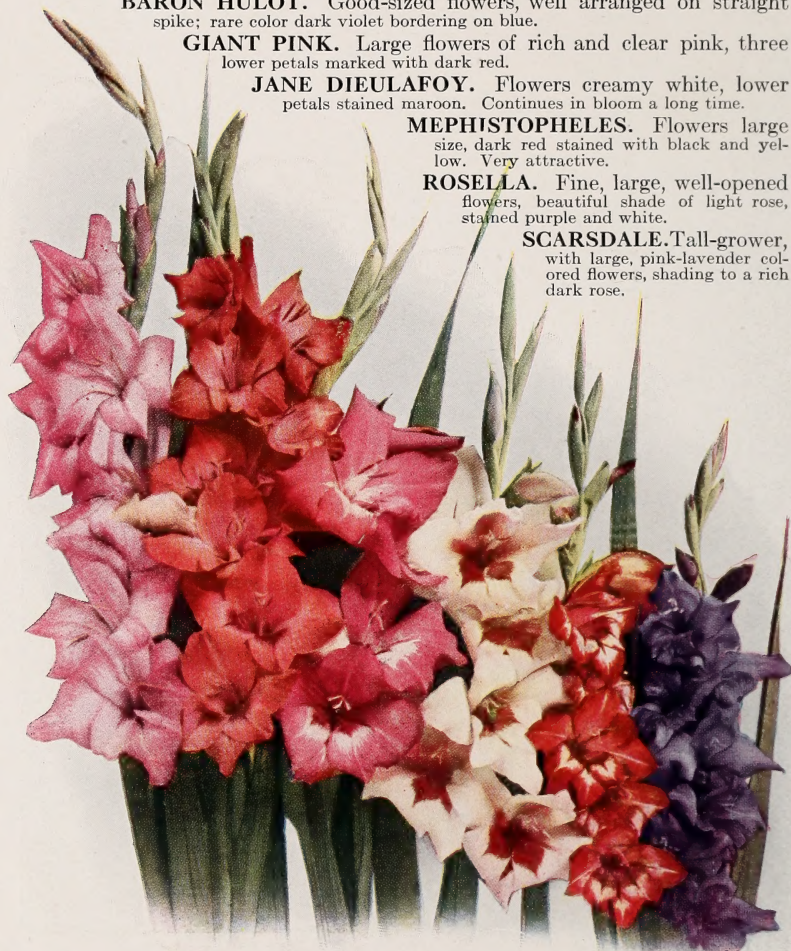 BARON HULOT. Good-sized flowers, well arranged on straight
spike; rare color dark violet bordering on blue.
GIANT PINK. Large flowers of rich and clear pink, three
lower petals marked with dark red.
JANE DIEULAFOY. Flowers creamy white, lower
petals stained maroon. Continues in bloom a long time.
MEPHISTOPHELES. Flowers large
size, dark red stained with black and yel-
low. Very attractive.
ROSELLA. Fine, large, well-opened
flowers, beautiful shade of light rose,
stained purple and white.
SCARSDALE. Tall-grower,
with large, pink-lavender col-
ored flowers, shading to a rich
dark rose.